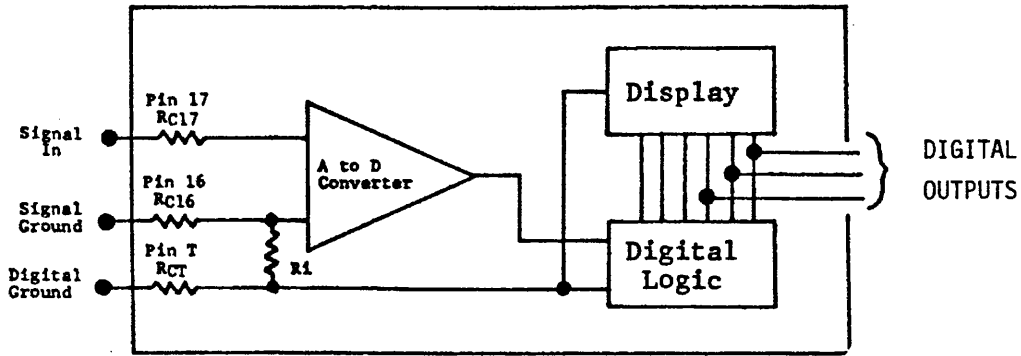 Pin 17
RC17
Signal
In
A to D
Converter
Pin 16
RC16
Signal
Ground
Pin T
RCT
Digital
Ground
Ri
Display
Digital
Logic
DIGITAL
OUTPUTS